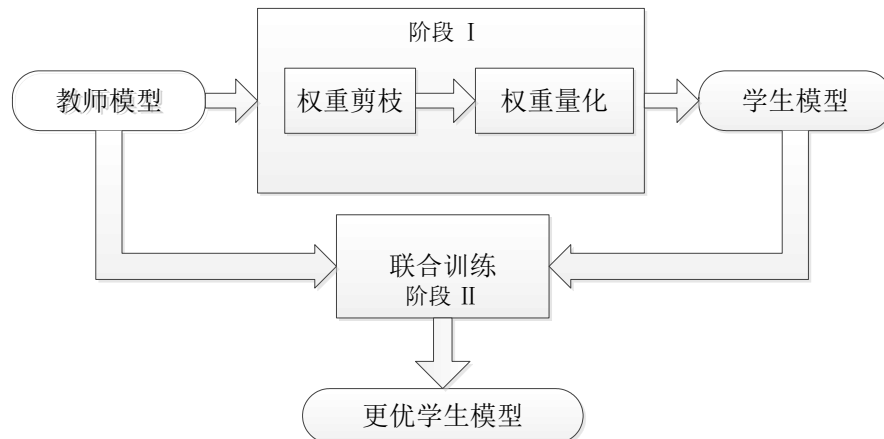 阶段 Ⅰ
教师模型
权重剪枝
权重量化
学生模型
联合训练
阶段 Ⅱ
更优学生模型